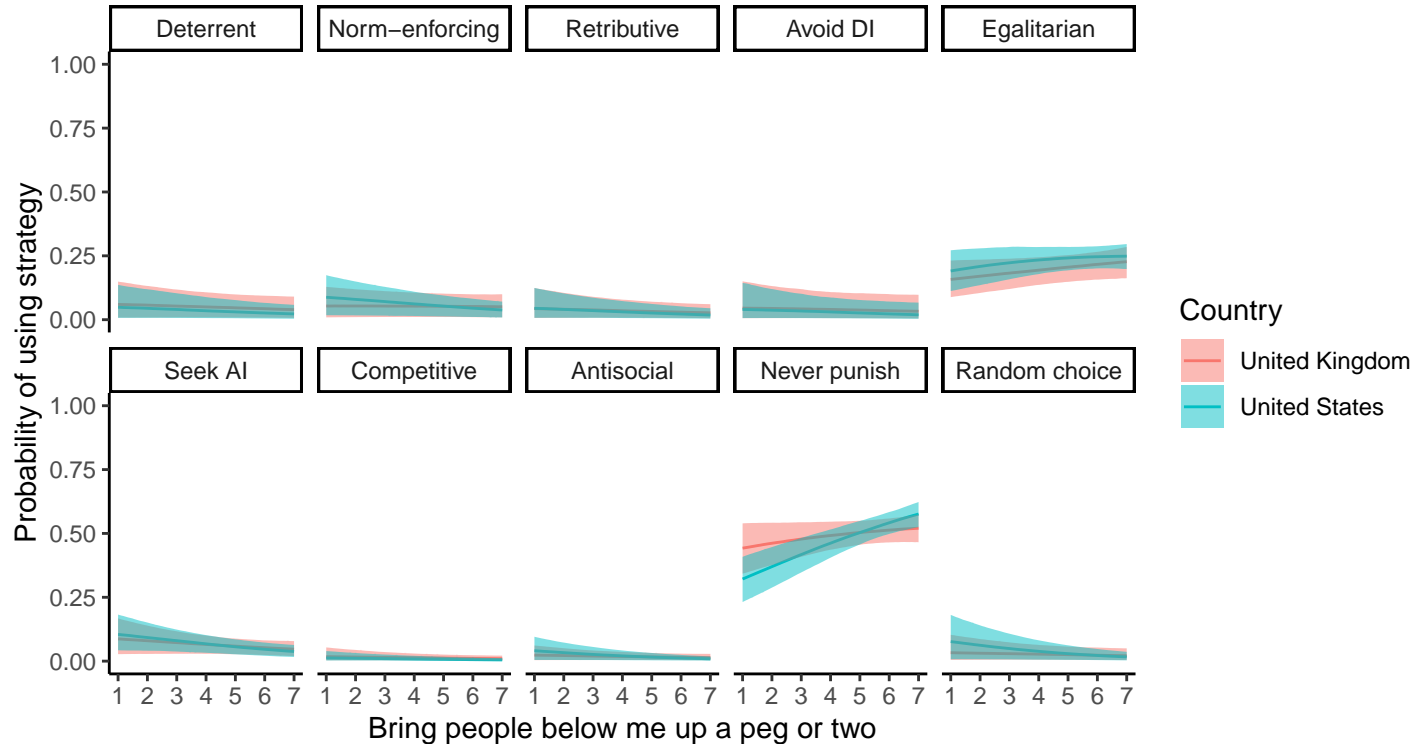 Deterrent Norm−enforcing Retributive Avoid DI Egalitarian
1.00
0.75
0.50
0.25
0.00
Seek AI Competitive Antisocial Never punish Random choice
1.00
0.75
0.50
0.25
0.00
1 2 3 4 5 6 7 1 2 3 4 5 6 7 1 2 3 4 5 6 7 1 2 3 4 5 6 7 1 2 3 4 5 6 7
Bring people below me up a peg or two
Probability of using strategy
Country
United Kingdom
United States